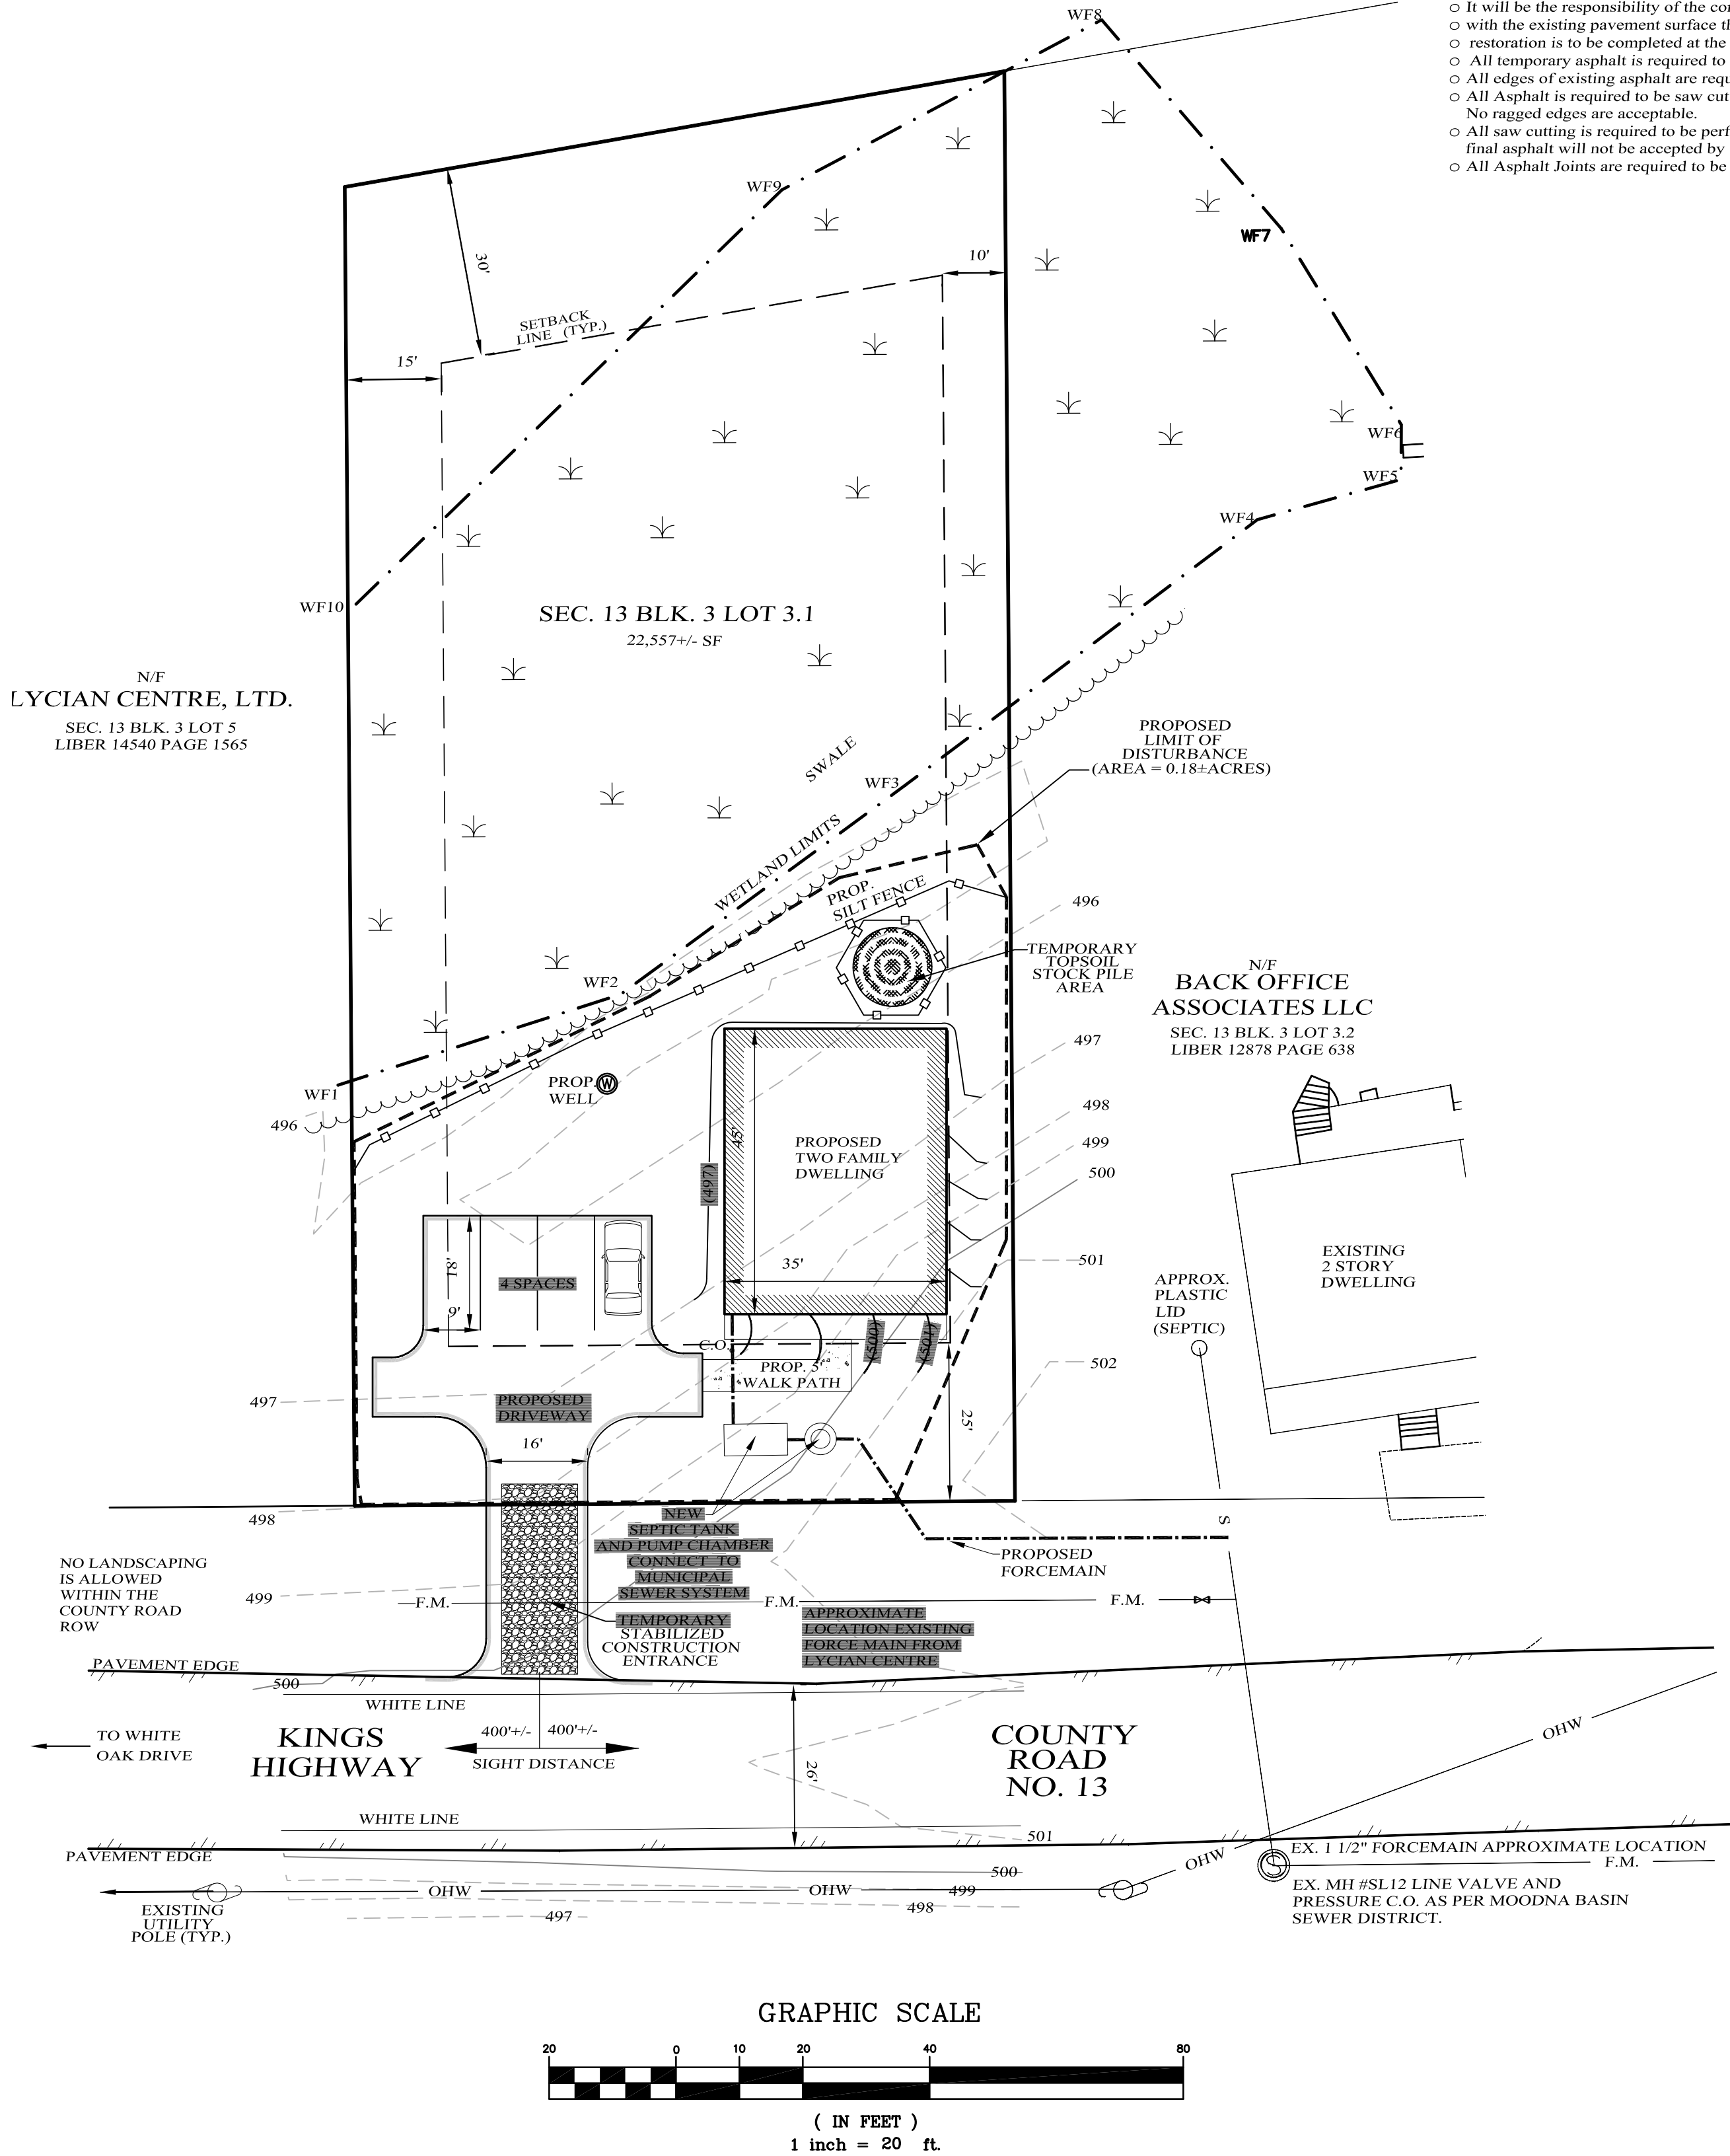 o It will be the responsibility of the
o with the existing pavement surface
o restoration is to be completed at the
o All temporary asphalt is required to
o All edges of existing asphalt are
o All Asphalt is required to be saw cut
No ragged edges are acceptable.
o All saw cutting is required to be
final asphalt will not be accepted by
o All Asphalt Joints are required to be
WF8
WF9
WF7
30'
10'
SETBACK
LINE (TYP.)
15'
WF6
WF5
WF4
WF10
SEC. 13 BLK. 3 LOT 3.1
22,557+/- SF
N/F
LYCIAN CENTRE, LTD.
SEC. 13 BLK. 3 LOT 5
LIBER 14540 PAGE 1565
PROPOSED
LIMIT OF
DISTURBANCE
(AREA = 0.18±ACRES)
SWALE
WF3
WETLAND LIMITS
PROP.
SILT FENCE
496
TEMPORARY
TOPSOIL
STOCK PILE
AREA
N/F
BACK OFFICE
ASSOCIATES LLC
SEC. 13 BLK. 3 LOT 3.2
LIBER 12878 PAGE 638
WF2
497
WF1
PROP.
WELL
W
496
498
45'
PROPOSED
TWO FAMILY
DWELLING
499
(497)
500
18'
4 SPACES
35'
501
EXISTING
2 STORY
DWELLING
APPROX.
PLASTIC
LID
(SEPTIC)
9'
C.O.
(500)
(501)
PROP. 5'
WALK PATH
502
497
PROPOSED
DRIVEWAY
25'
16'
498
NEW
SEPTIC TANK
AND PUMP CHAMBER
CONNECT TO
MUNICIPAL
SEWER SYSTEM
S
PROPOSED
FORCEMAIN
NO LANDSCAPING
IS ALLOWED
WITHIN THE
COUNTY ROAD
ROW
499
F.M.
F.M.
F.M.
TEMPORARY
STABILIZED
CONSTRUCTION
ENTRANCE
APPROXIMATE
LOCATION EXISTING
FORCE MAIN FROM
LYCIAN CENTRE
PAVEMENT EDGE
500
WHITE LINE
TO WHITE
OAK DRIVE
KINGS
HIGHWAY
400'+/-
400'+/-
SIGHT DISTANCE
26'
COUNTY
ROAD
NO. 13
OHW
WHITE LINE
501
PAVEMENT EDGE
EX. 1 1/2" FORCEMAIN APPROXIMATE LOCATION
F.M.
OHW
S
500
OHW
OHW
499
EX. MH #SL12 LINE VALVE AND
PRESSURE C.O. AS PER MOODNA BASIN
SEWER DISTRICT.
498
497
EXISTING
UTILITY
POLE (TYP.)
GRAPHIC SCALE
20 0 10 20 40 80
( IN FEET )
1 inch = 20 ft.